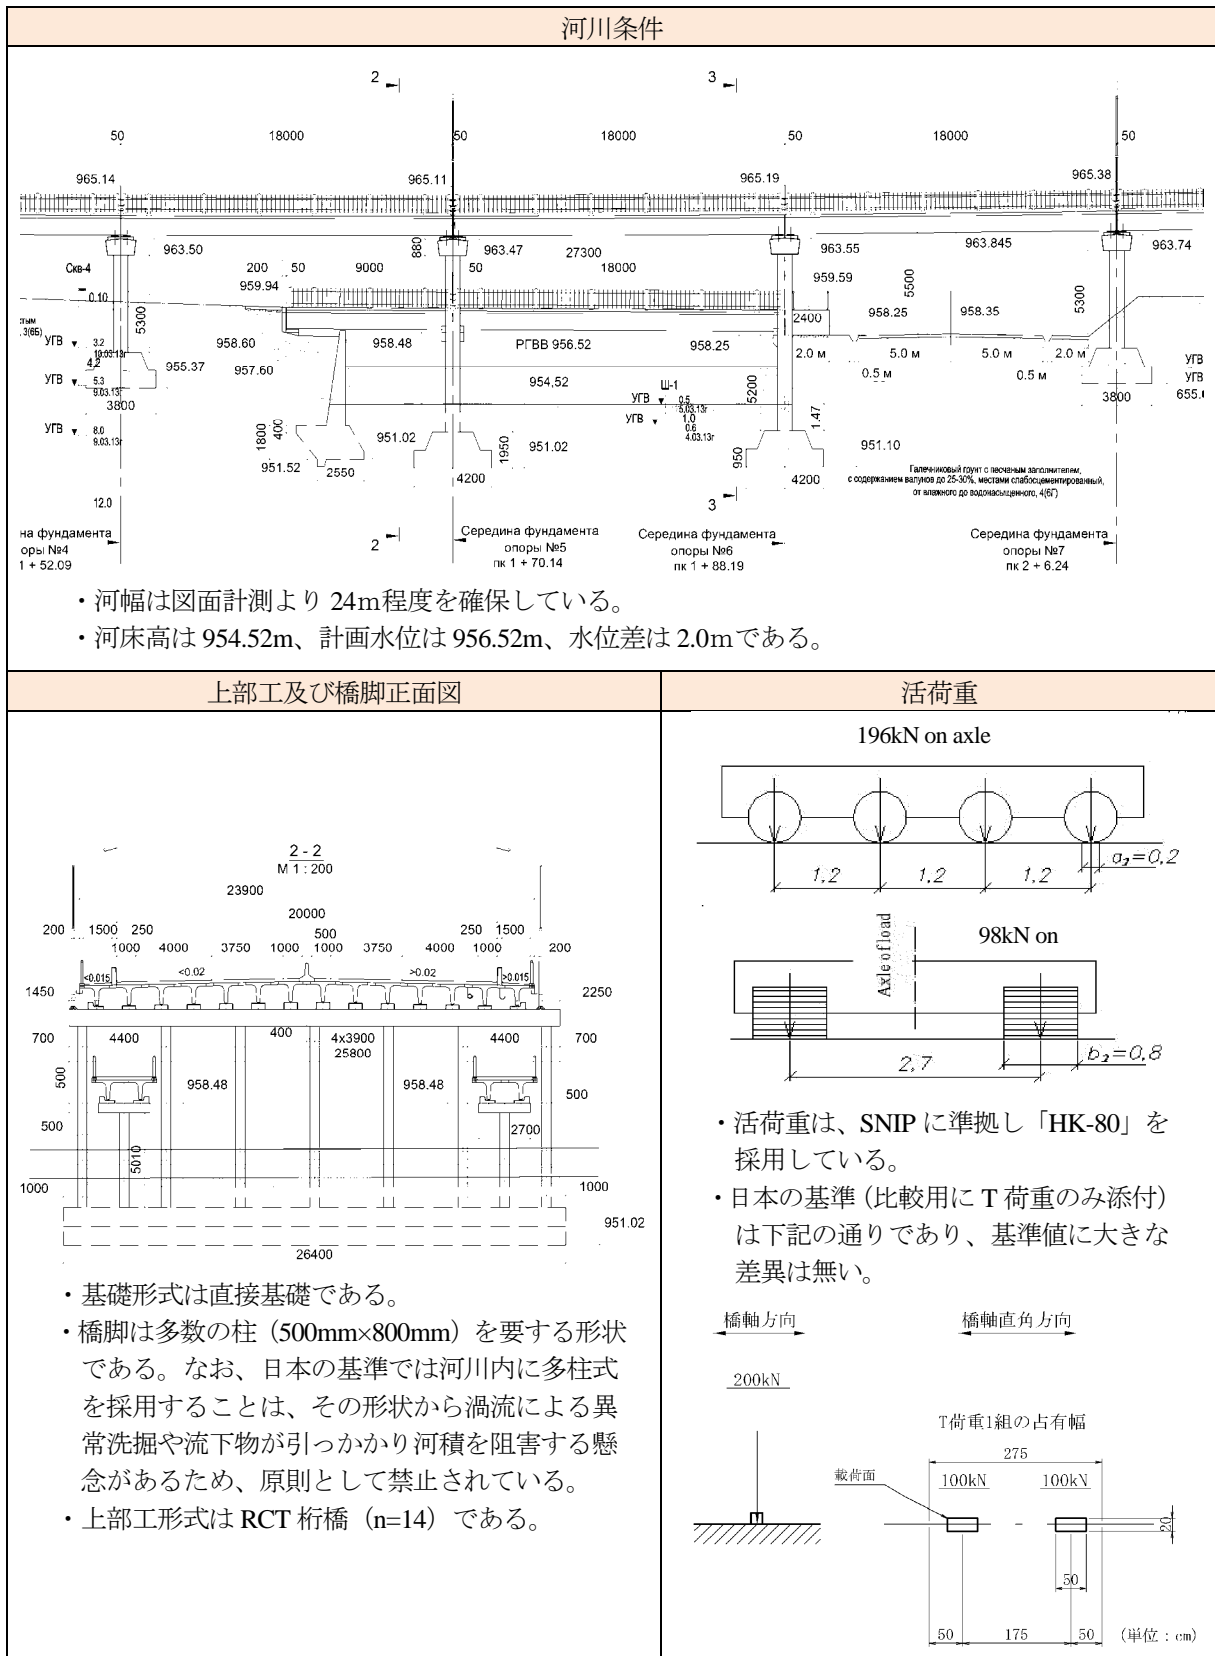 河川条件
2
3
50 18000 50 18000 50 18000 50
965.14 965.11 965.19 965.38
963.50 880 963.47 27300 963.55 963.845 963.74
Скв-4 200 50 9000 50 18000 959.59 5500
0.10 959.94 5300
5300 2400 958.25 958.35
3(6Б)
УГВ 3.2 958.60 958.48 РГВВ 956.52 958.25 2.0 м 5.0 м 5.0 м 2.0 м
10.03.13г
4.2 955.37 957.60 0.5 м 0.5 м УГВ
УГВ 5.3 954,52 Ш-1 5200 УГВ
9.03.13г УГВ 0.5
3800 5.03.13г 3800
УГВ 1.0 1.47
0.6
4.03.13г
УГВ 8.0 1800 400 951.02 1950 951.02 951.10
9.03.13г
951.52 2550 950
4200 4200
Галечниковый грунт с песчаным заполнителем,
с содержанием валунов до 25-30%, местами слабосцементированный,
от влажного до водонасыщенного, 4(6Г)
12.0 3
на фундамента 2 Середина фундамента Середина фундамента Середина фундамента
оры №4 опоры №5 опоры №6 опоры №7
1 + 52.09 пк 1 + 70.14 пк 1 + 88.19 пк 2 + 6.24
・河幅は図面計測より 24m程度を確保している。
・河床高は 954.52m、計画水位は 956.52m、水位差は 2.0mである。
上部工及び橋脚正面図
2 - 2
М 1 : 200
23900
20000
200 1500 250 500 250 1500
1000 4000 3750 1000 1000 3750 4000 1000 200
<0.015 <0.02 >0.02 >0.015
1450 2250
700 4400 400 4x3900 4400 700
25800
500 958.48 958.48 500
500 2700
5010
1000 1000
951.02
26400
・基礎形式は直接基礎である。
・橋脚は多数の柱（500mm×800mm）を要する形状
である。なお、日本の基準では河川内に多柱式
を採用することは、その形状から渦流による異
常洗掘や流下物が引っかかり河積を阻害する懸
念があるため、原則として禁止されている。
・上部工形式は RCT 桁橋（n=14）である。
活荷重
196kN on axle
a₃=0,2
1,2 1,2 1,2
Axle of load
98kN on
2,7 b₃=0,8
・活荷重は、SNIP に準拠し「HK-80」を
採用している。
・日本の基準（比較用に T 荷重のみ添付）
は下記の通りであり、基準値に大きな
差異は無い。
橋軸方向 橋軸直角方向
200kN
T荷重1組の占有幅
275
載荷面 100kN 100kN
20
50
50 175 50 (単位：cm)